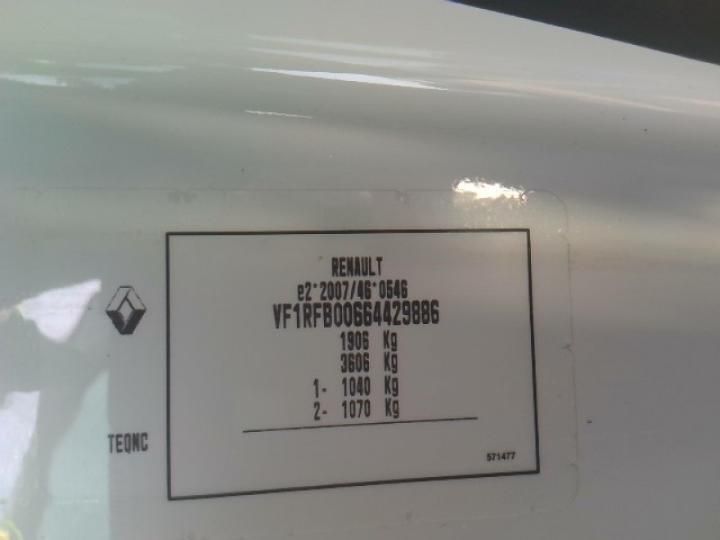 RENAULT
e2*2007/46*0546
VF1RFB00664429886
1906 Kg
3606 Kg
1- 1040 Kg
2- 1070 Kg
TEQNC
571477